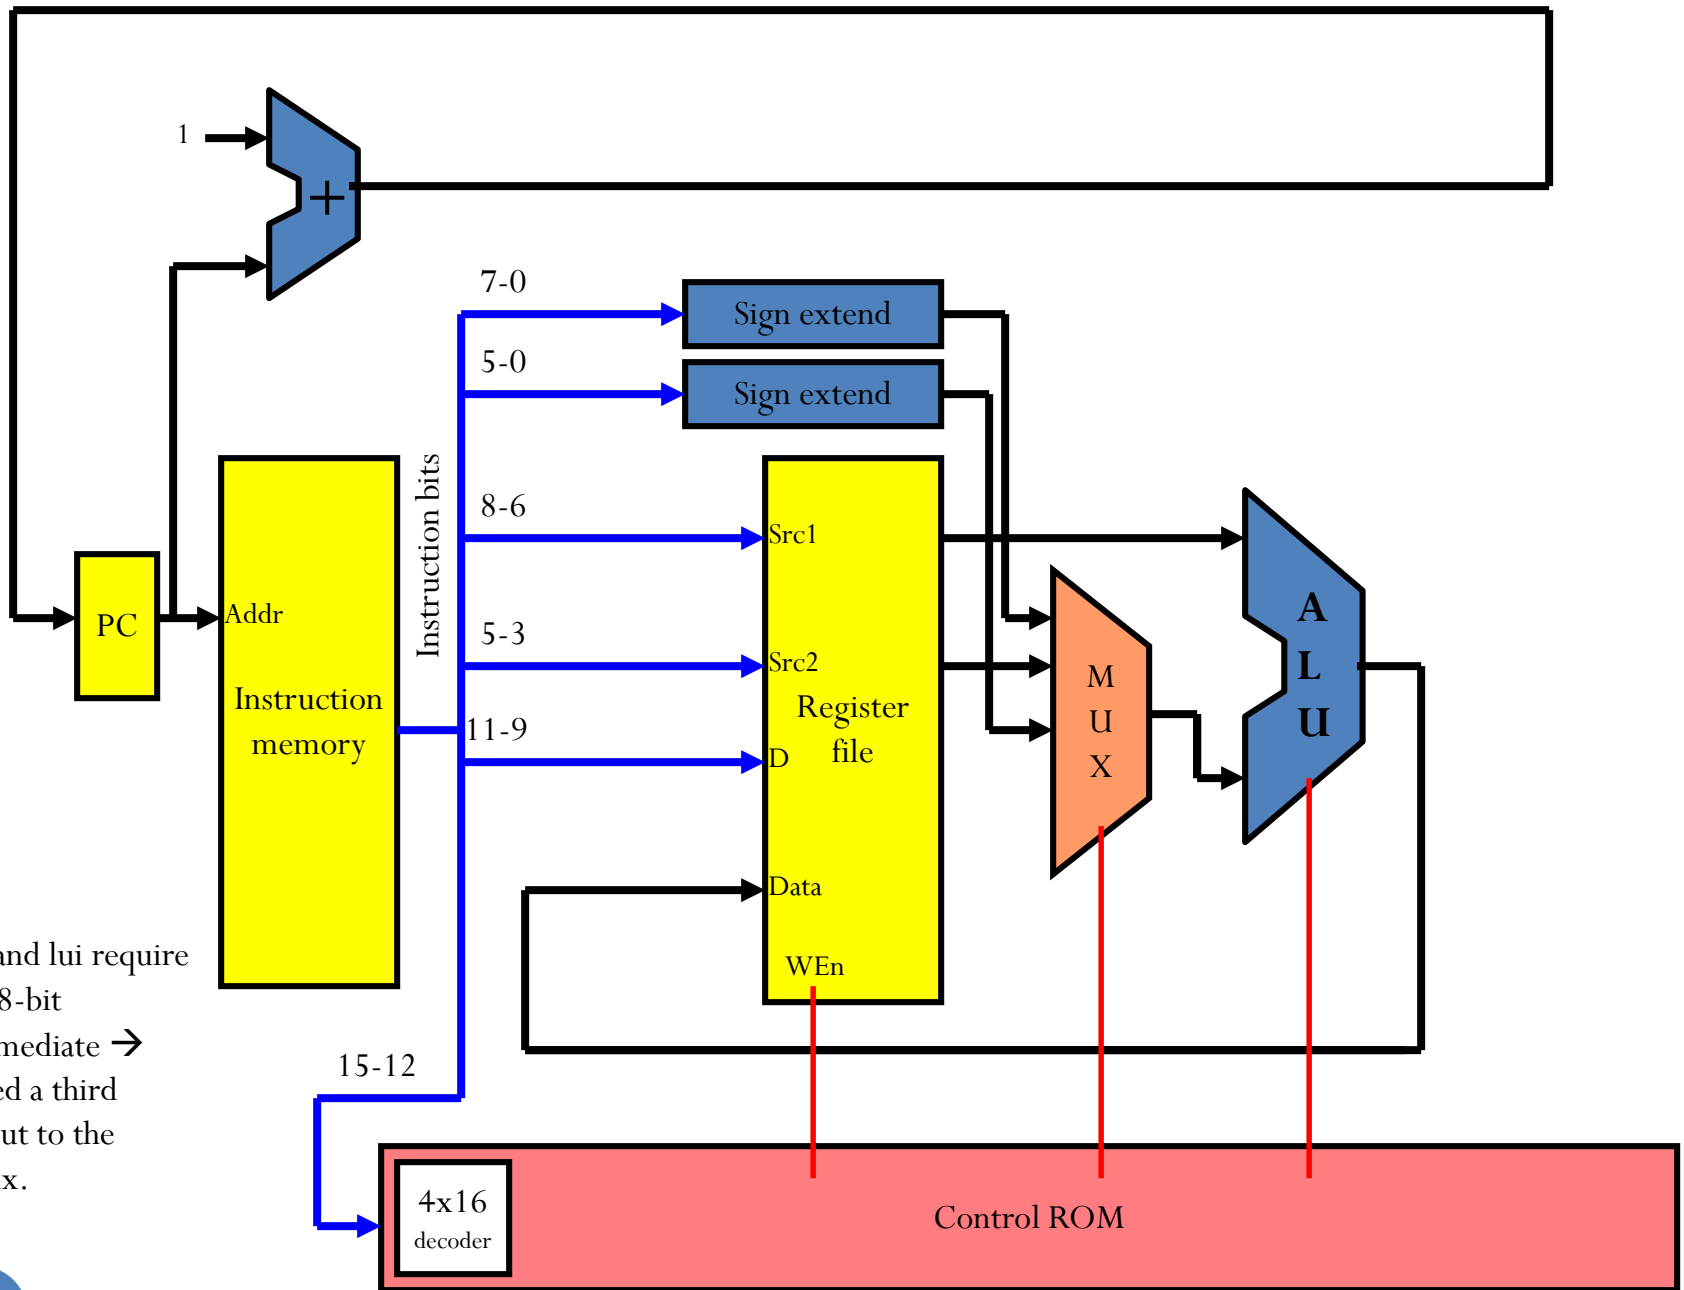 1
+
7-0
Sign extend
5-0
Sign extend
Instruction bits
8-6
Src1
PC
Addr
5-3
Src2
Instruction
memory
11-9
D
Register
file
M
U
X
A
L
U
Data
WEn
and lui require
8-bit
mediate →
ed a third
ut to the
x.
15-12
4x16
decoder
Control ROM